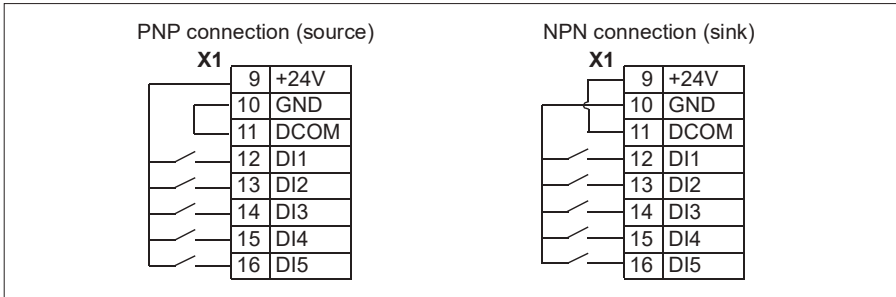 PNP connection (source)
X1
9 +24V
10 GND
11 DCOM
12 DI1
13 DI2
14 DI3
15 DI4
16 DI5
NPN connection (sink)
X1
9 +24V
10 GND
11 DCOM
12 DI1
13 DI2
14 DI3
15 DI4
16 DI5